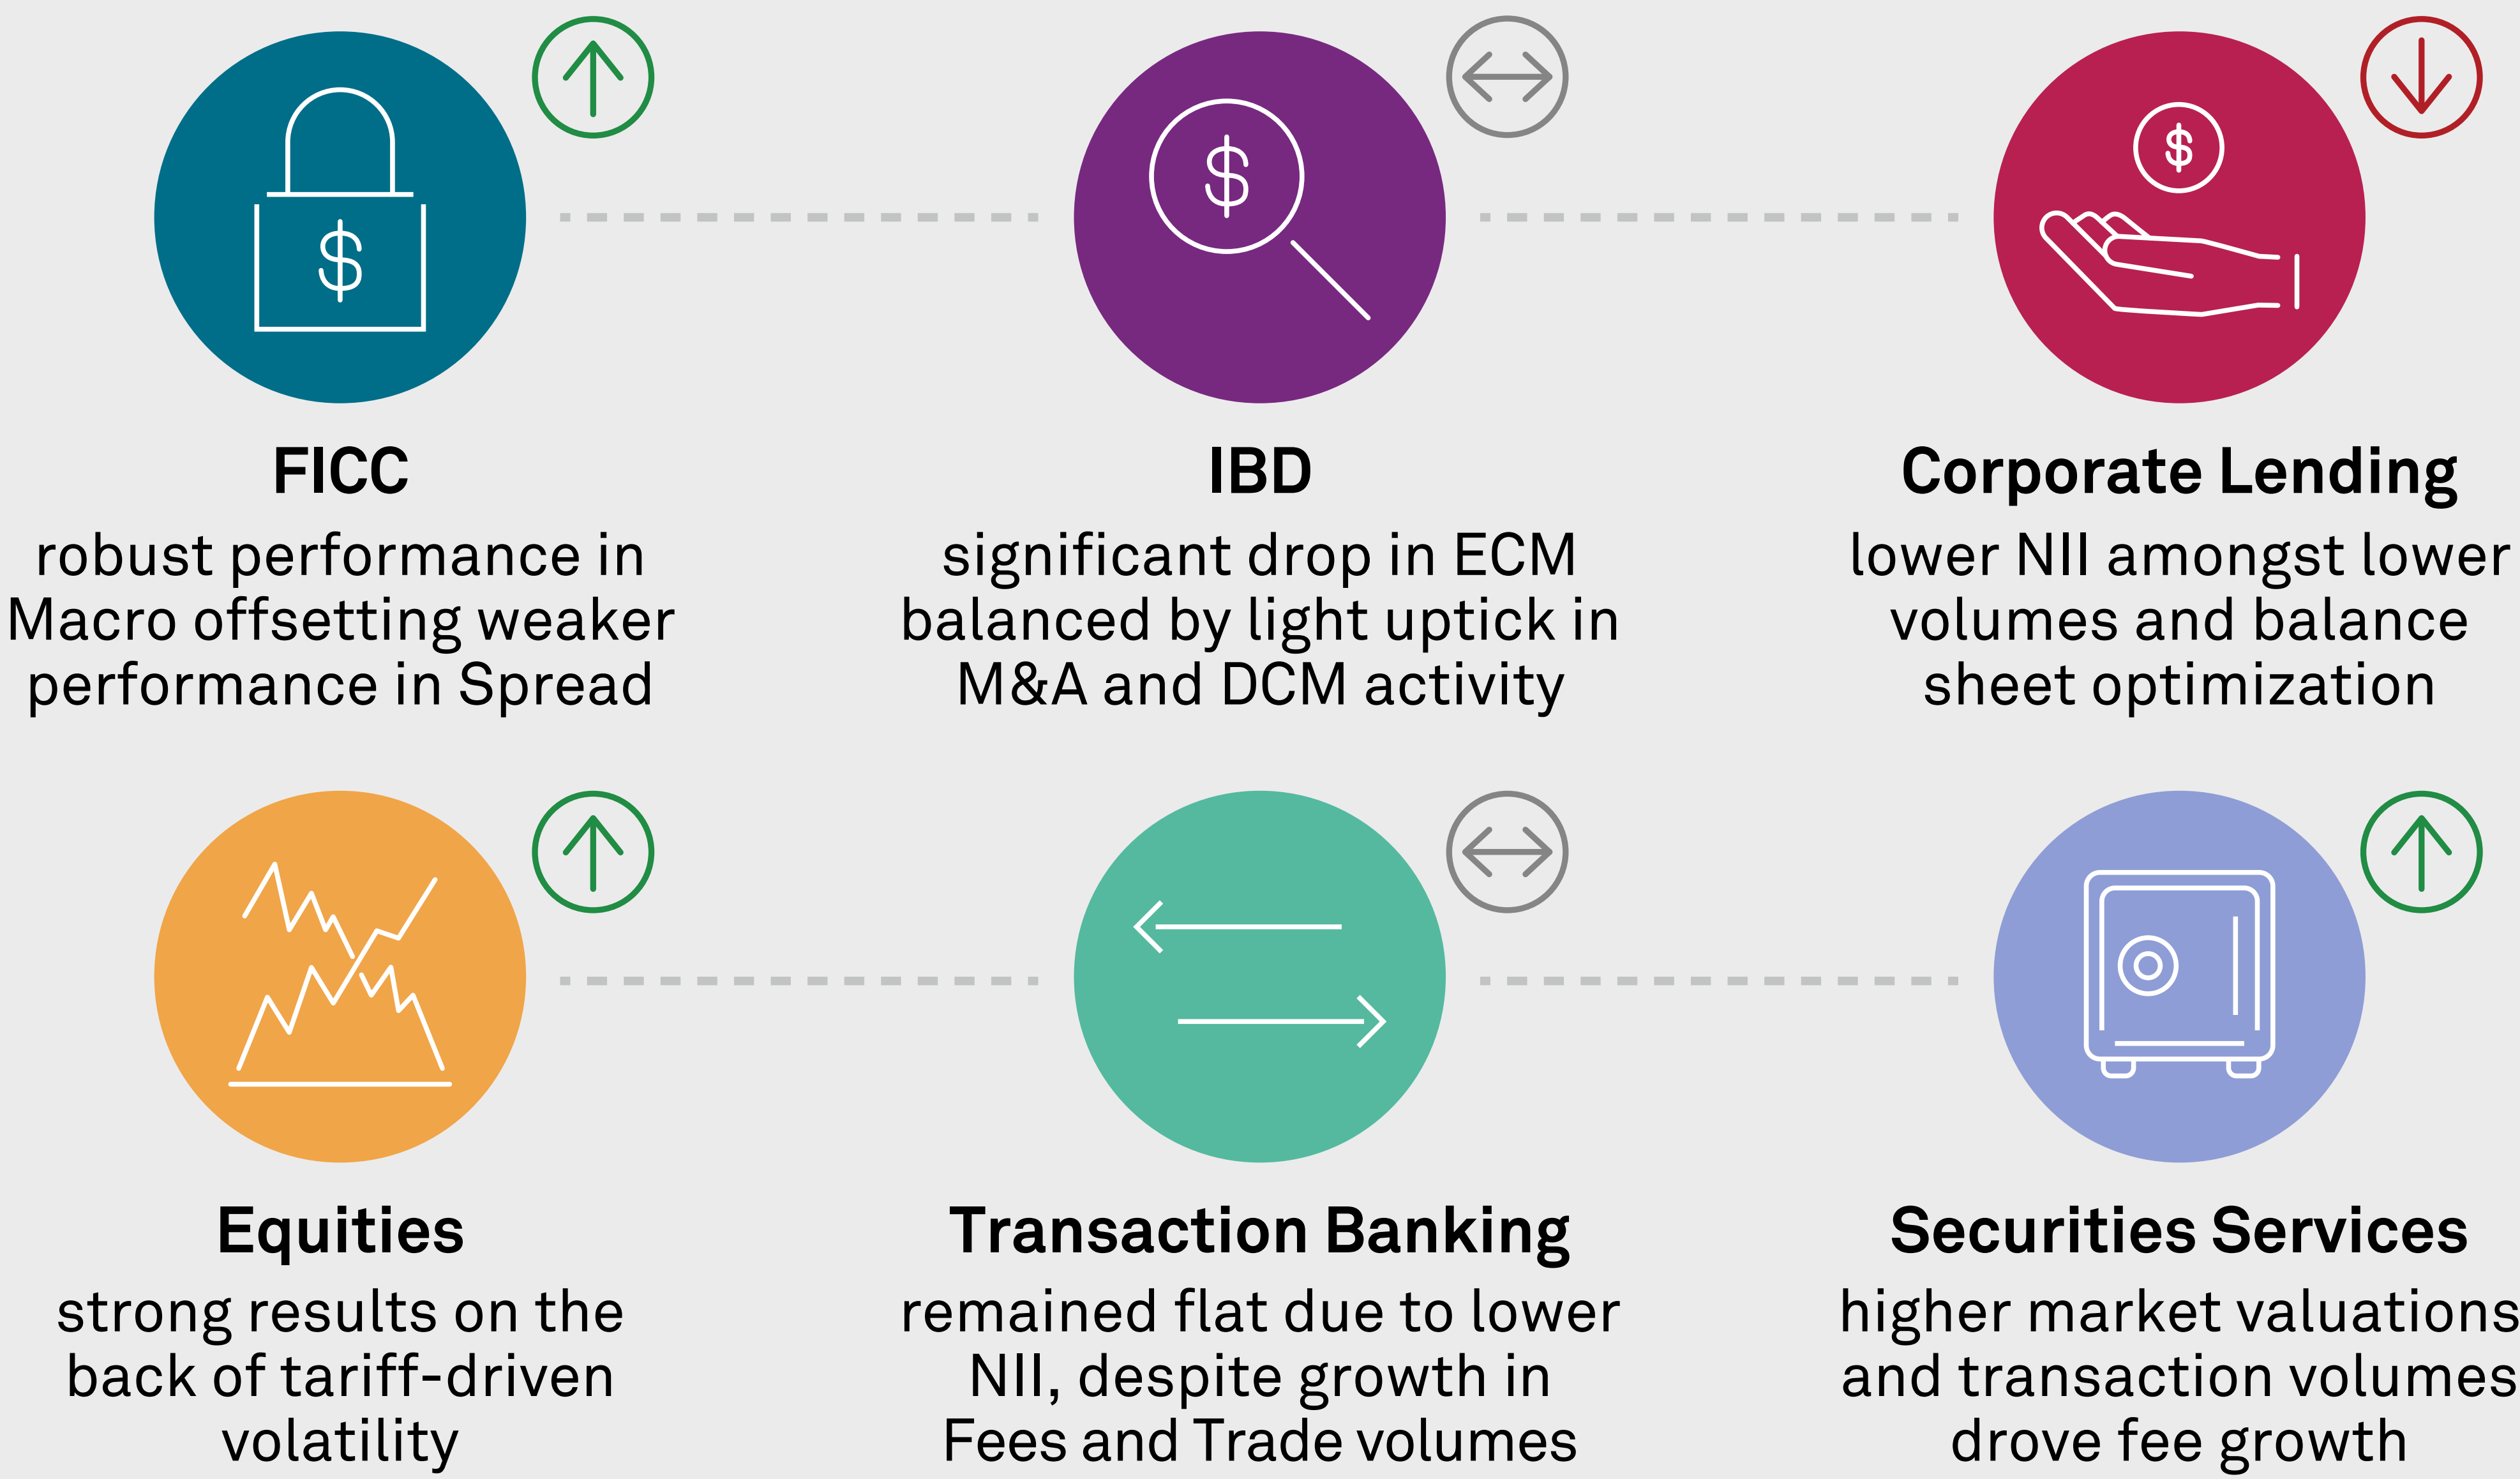 FICC
robust performance in
Macro offsetting weaker
performance in Spread
IBD
significant drop in ECM
balanced by light uptick in
M&A and DCM activity
Corporate Lending
lower NII amongst lower
volumes and balance
sheet optimization
Equities
strong results on the
back of tariff-driven
volatility
Transaction Banking
remained flat due to lower
NII, despite growth in
Fees and Trade volumes
Securities Services
higher market valuations
and transaction volumes
drove fee growth